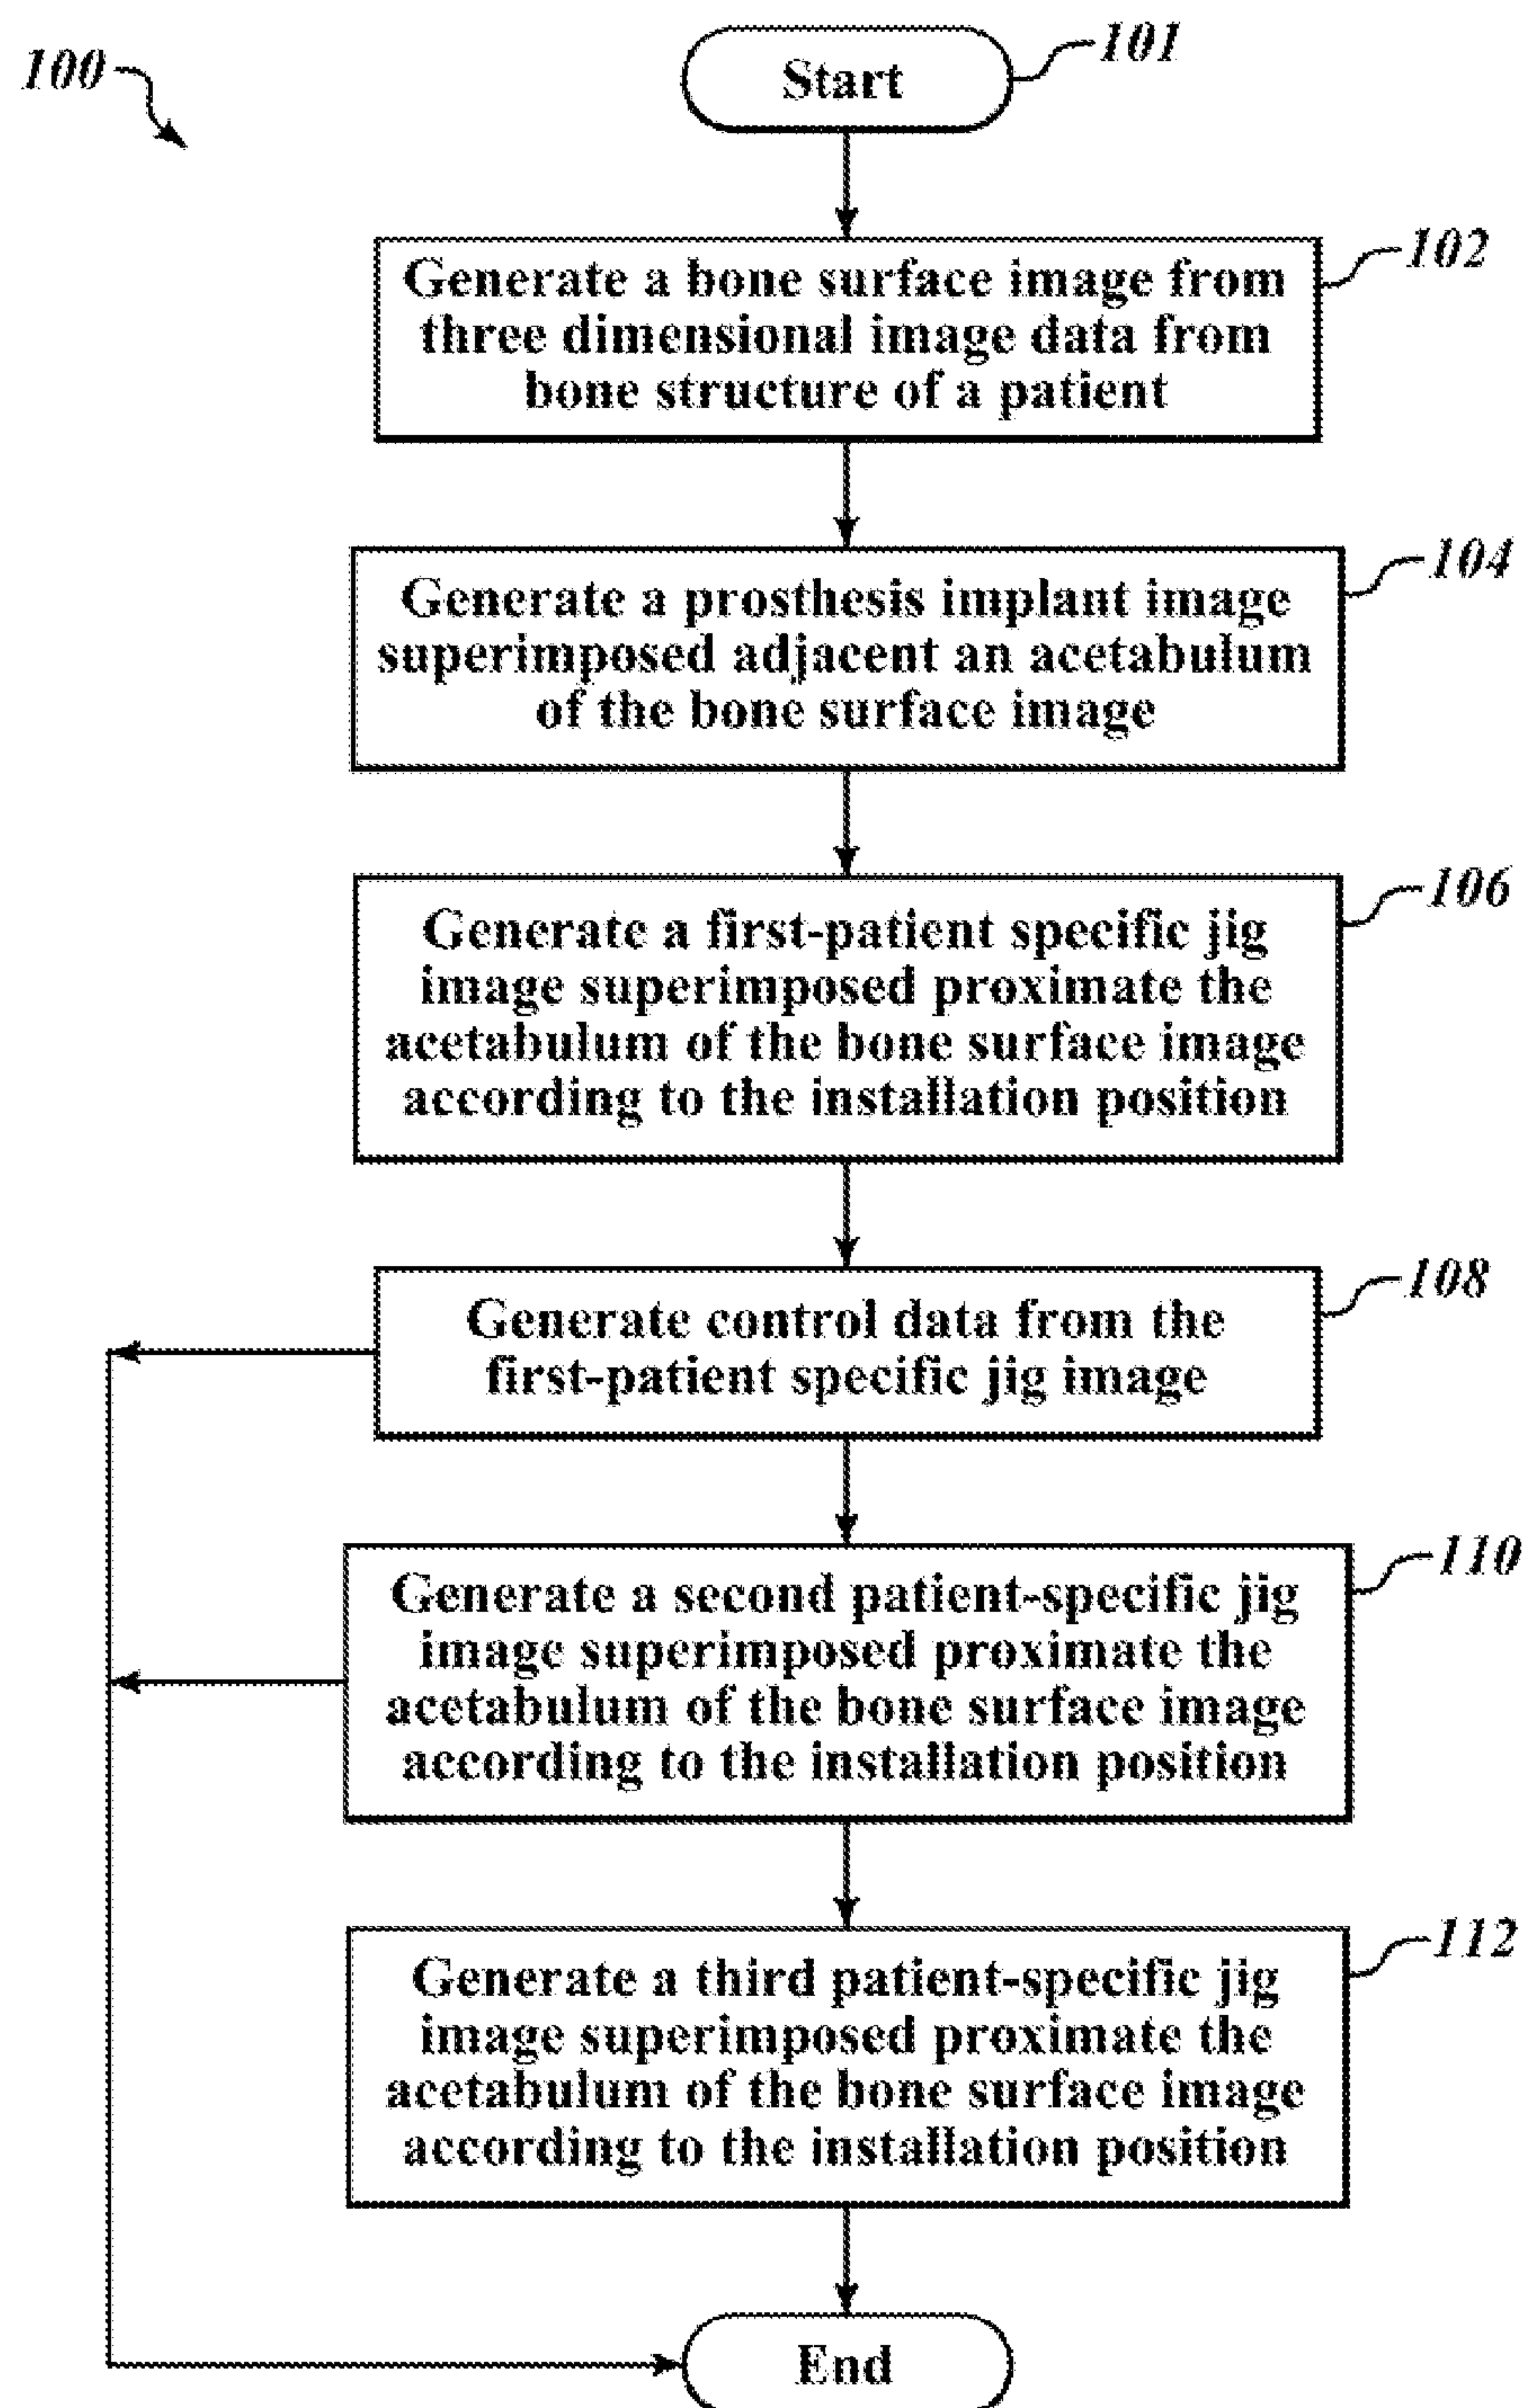 100
Start
101
Generate a bone surface image from
three dimensional image data from
bone structure of a patient
102
Generate a prosthesis implant image
superimposed adjacent an acetabulum
of the bone surface image
104
Generate a first-patient specific jig
image superimposed proximate the
acetabulum of the bone surface image
according to the installation position
106
Generate control data from the
first-patient specific jig image
108
Generate a second patient-specific jig
image superimposed proximate the
acetabulum of the bone surface image
according to the installation position
110
Generate a third patient-specific jig
image superimposed proximate the
acetabulum of the bone surface image
according to the installation position
112
End